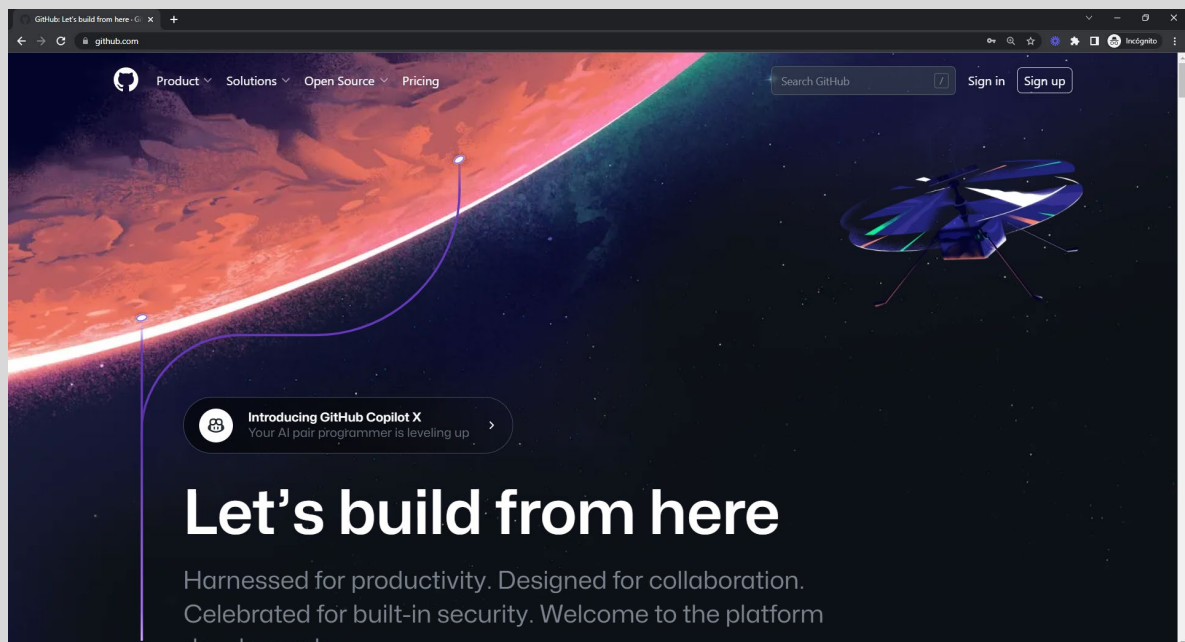 GitHub: Let's build from here · Gi
github.com
Incógnito
Product
Solutions
Open Source
Pricing
Search GitHub
/
Sign in
Sign up
Introducing GitHub Copilot X
Your AI pair programmer is leveling up
Let's build from here
Harnessed for productivity. Designed for collaboration.
Celebrated for built-in security. Welcome to the platform